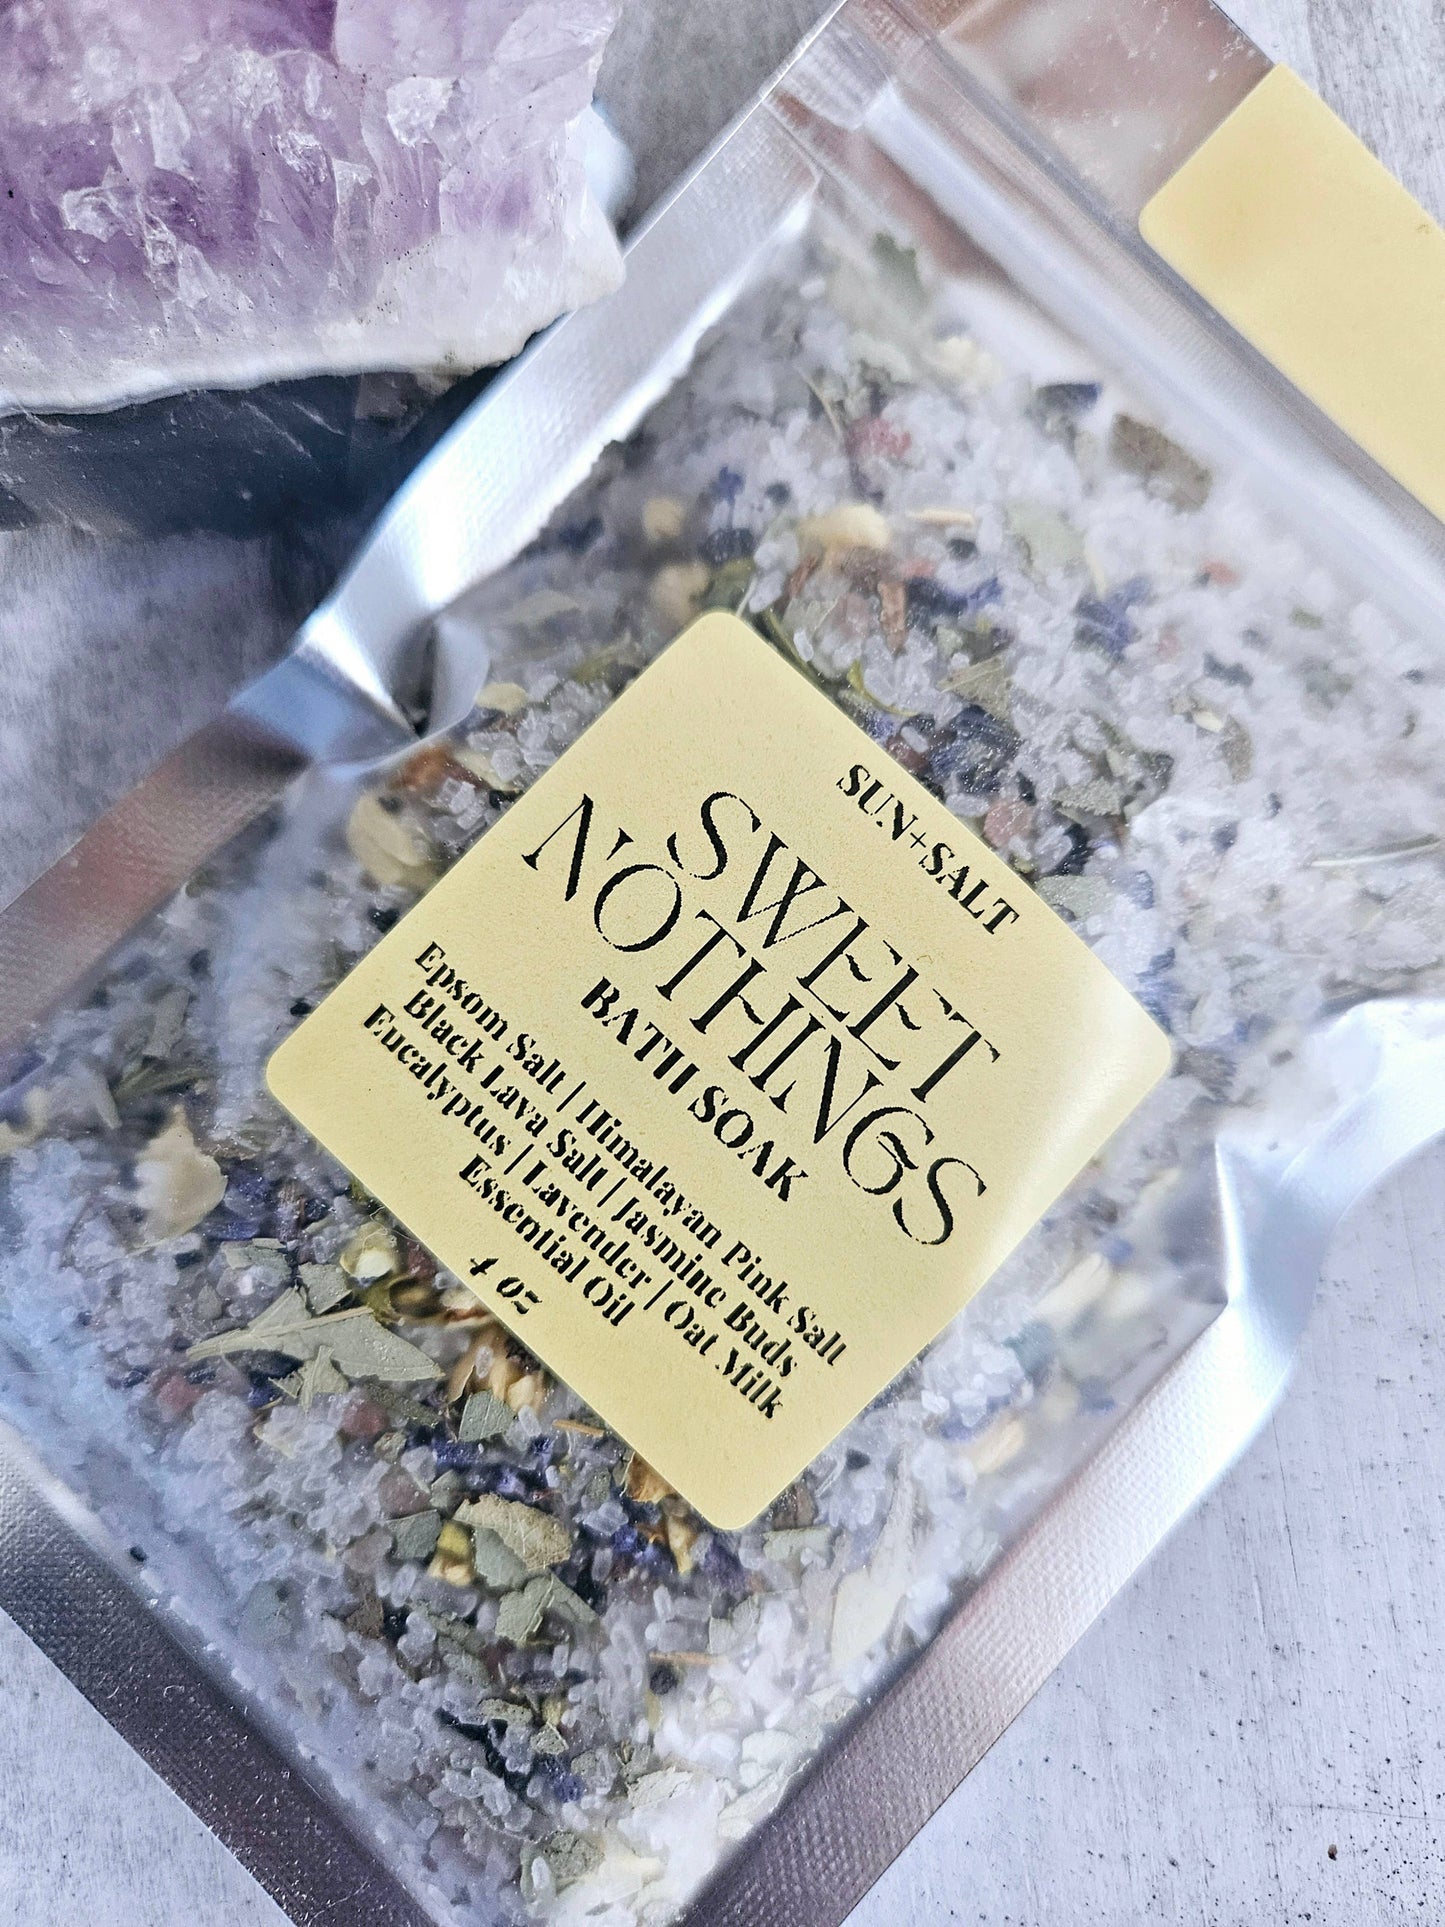 SUN+SALT
SWEET
NOTHINGS
BATH SOAK
Epsom Salt | Himalayan Pink Salt
Black Lava Salt | Jasmine Buds
Eucalyptus | Lavender | Oat Milk
Essential Oil
4 oz